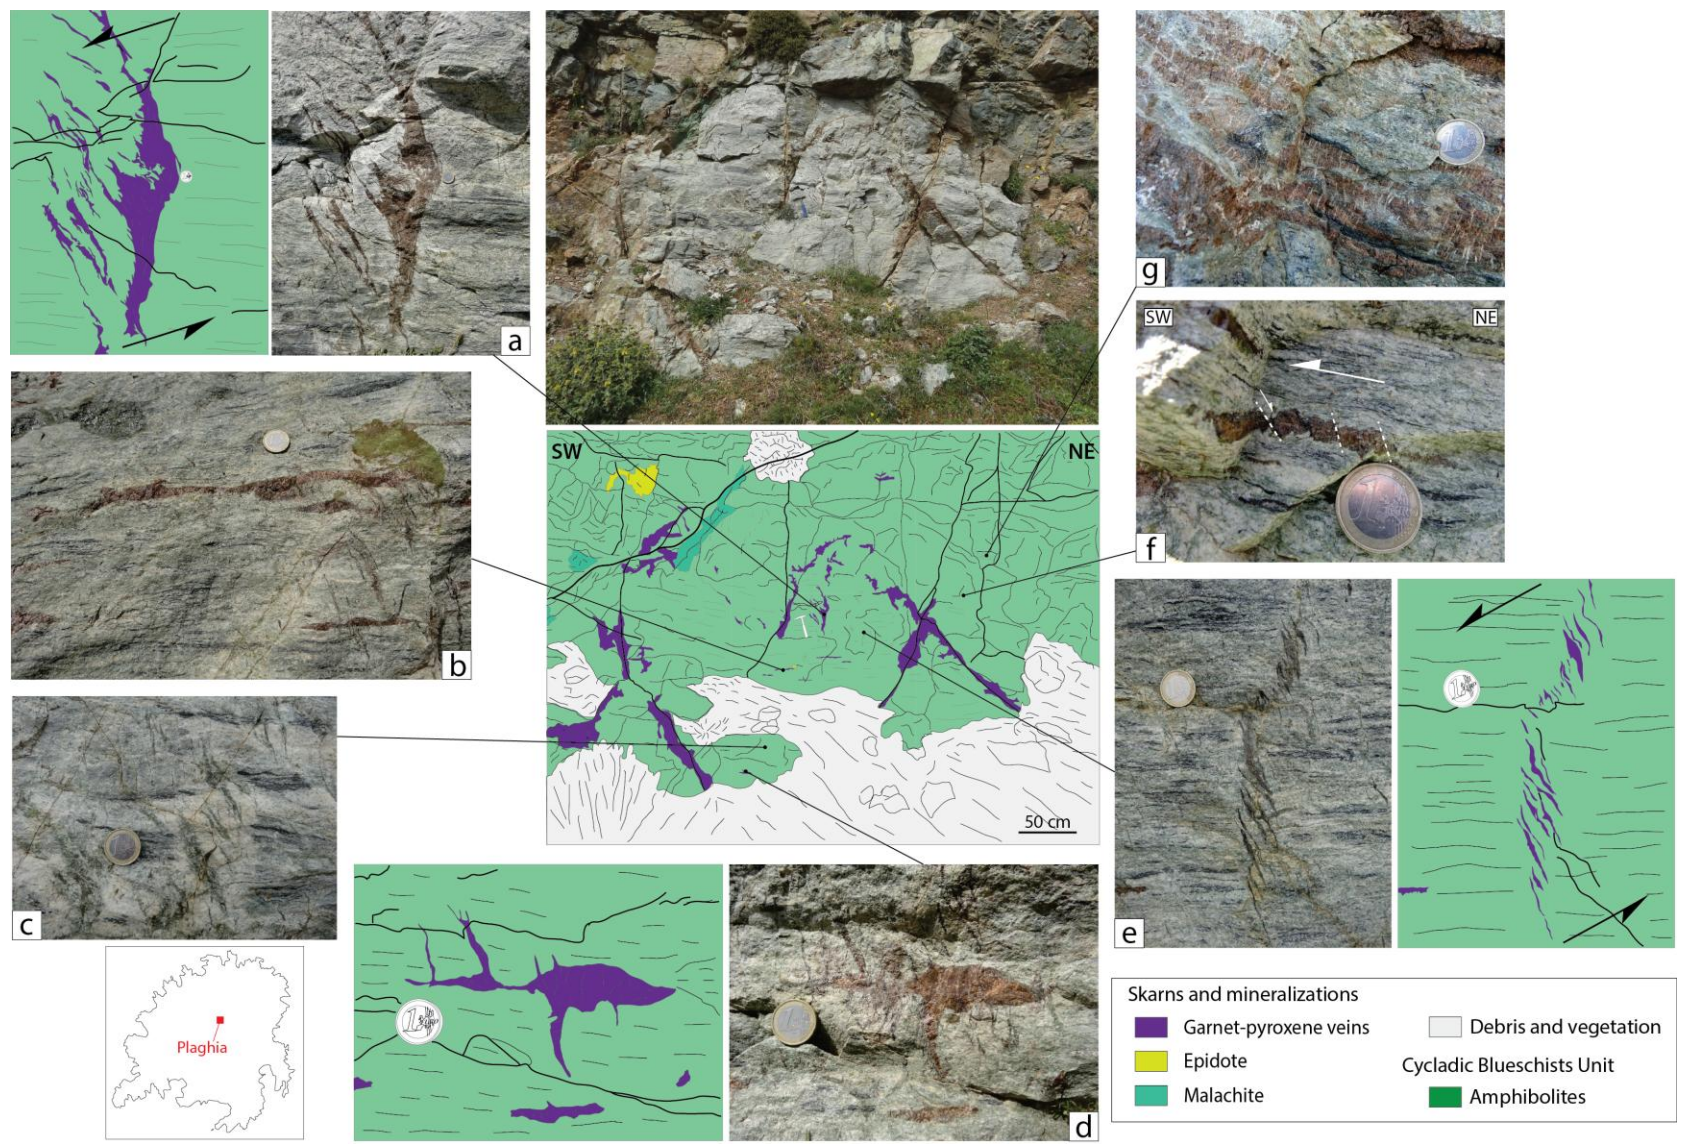 a
g
SW
NE
f
SW
NE
b
50 cm
c
e
d
Plaghia
Skarns and mineralizations
Garnet-pyroxene veins
Epidote
Malachite
Debris and vegetation
Cycladic Blueschists Unit
Amphibolites